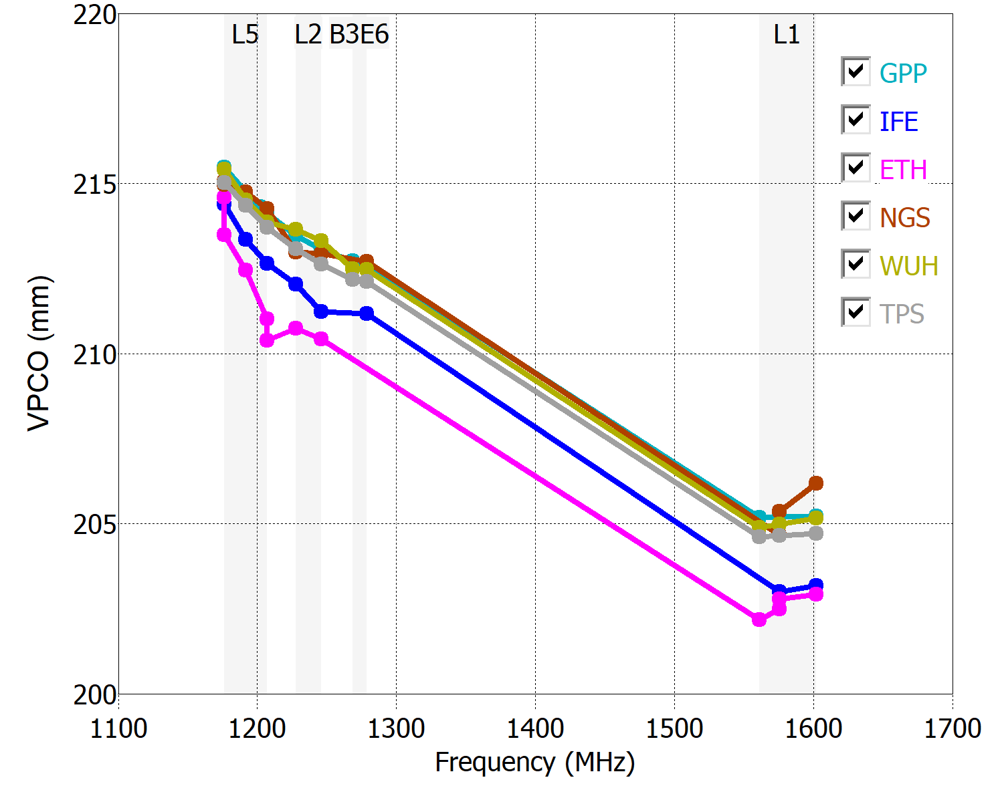 220
L5 L2 B3E6 L1
GPP
IFE
ETH
NGS
WUH
TPS
215
210
205
200
VPCO (mm)
1100 1200 1300 1400 1500 1600 1700
Frequency (MHz)